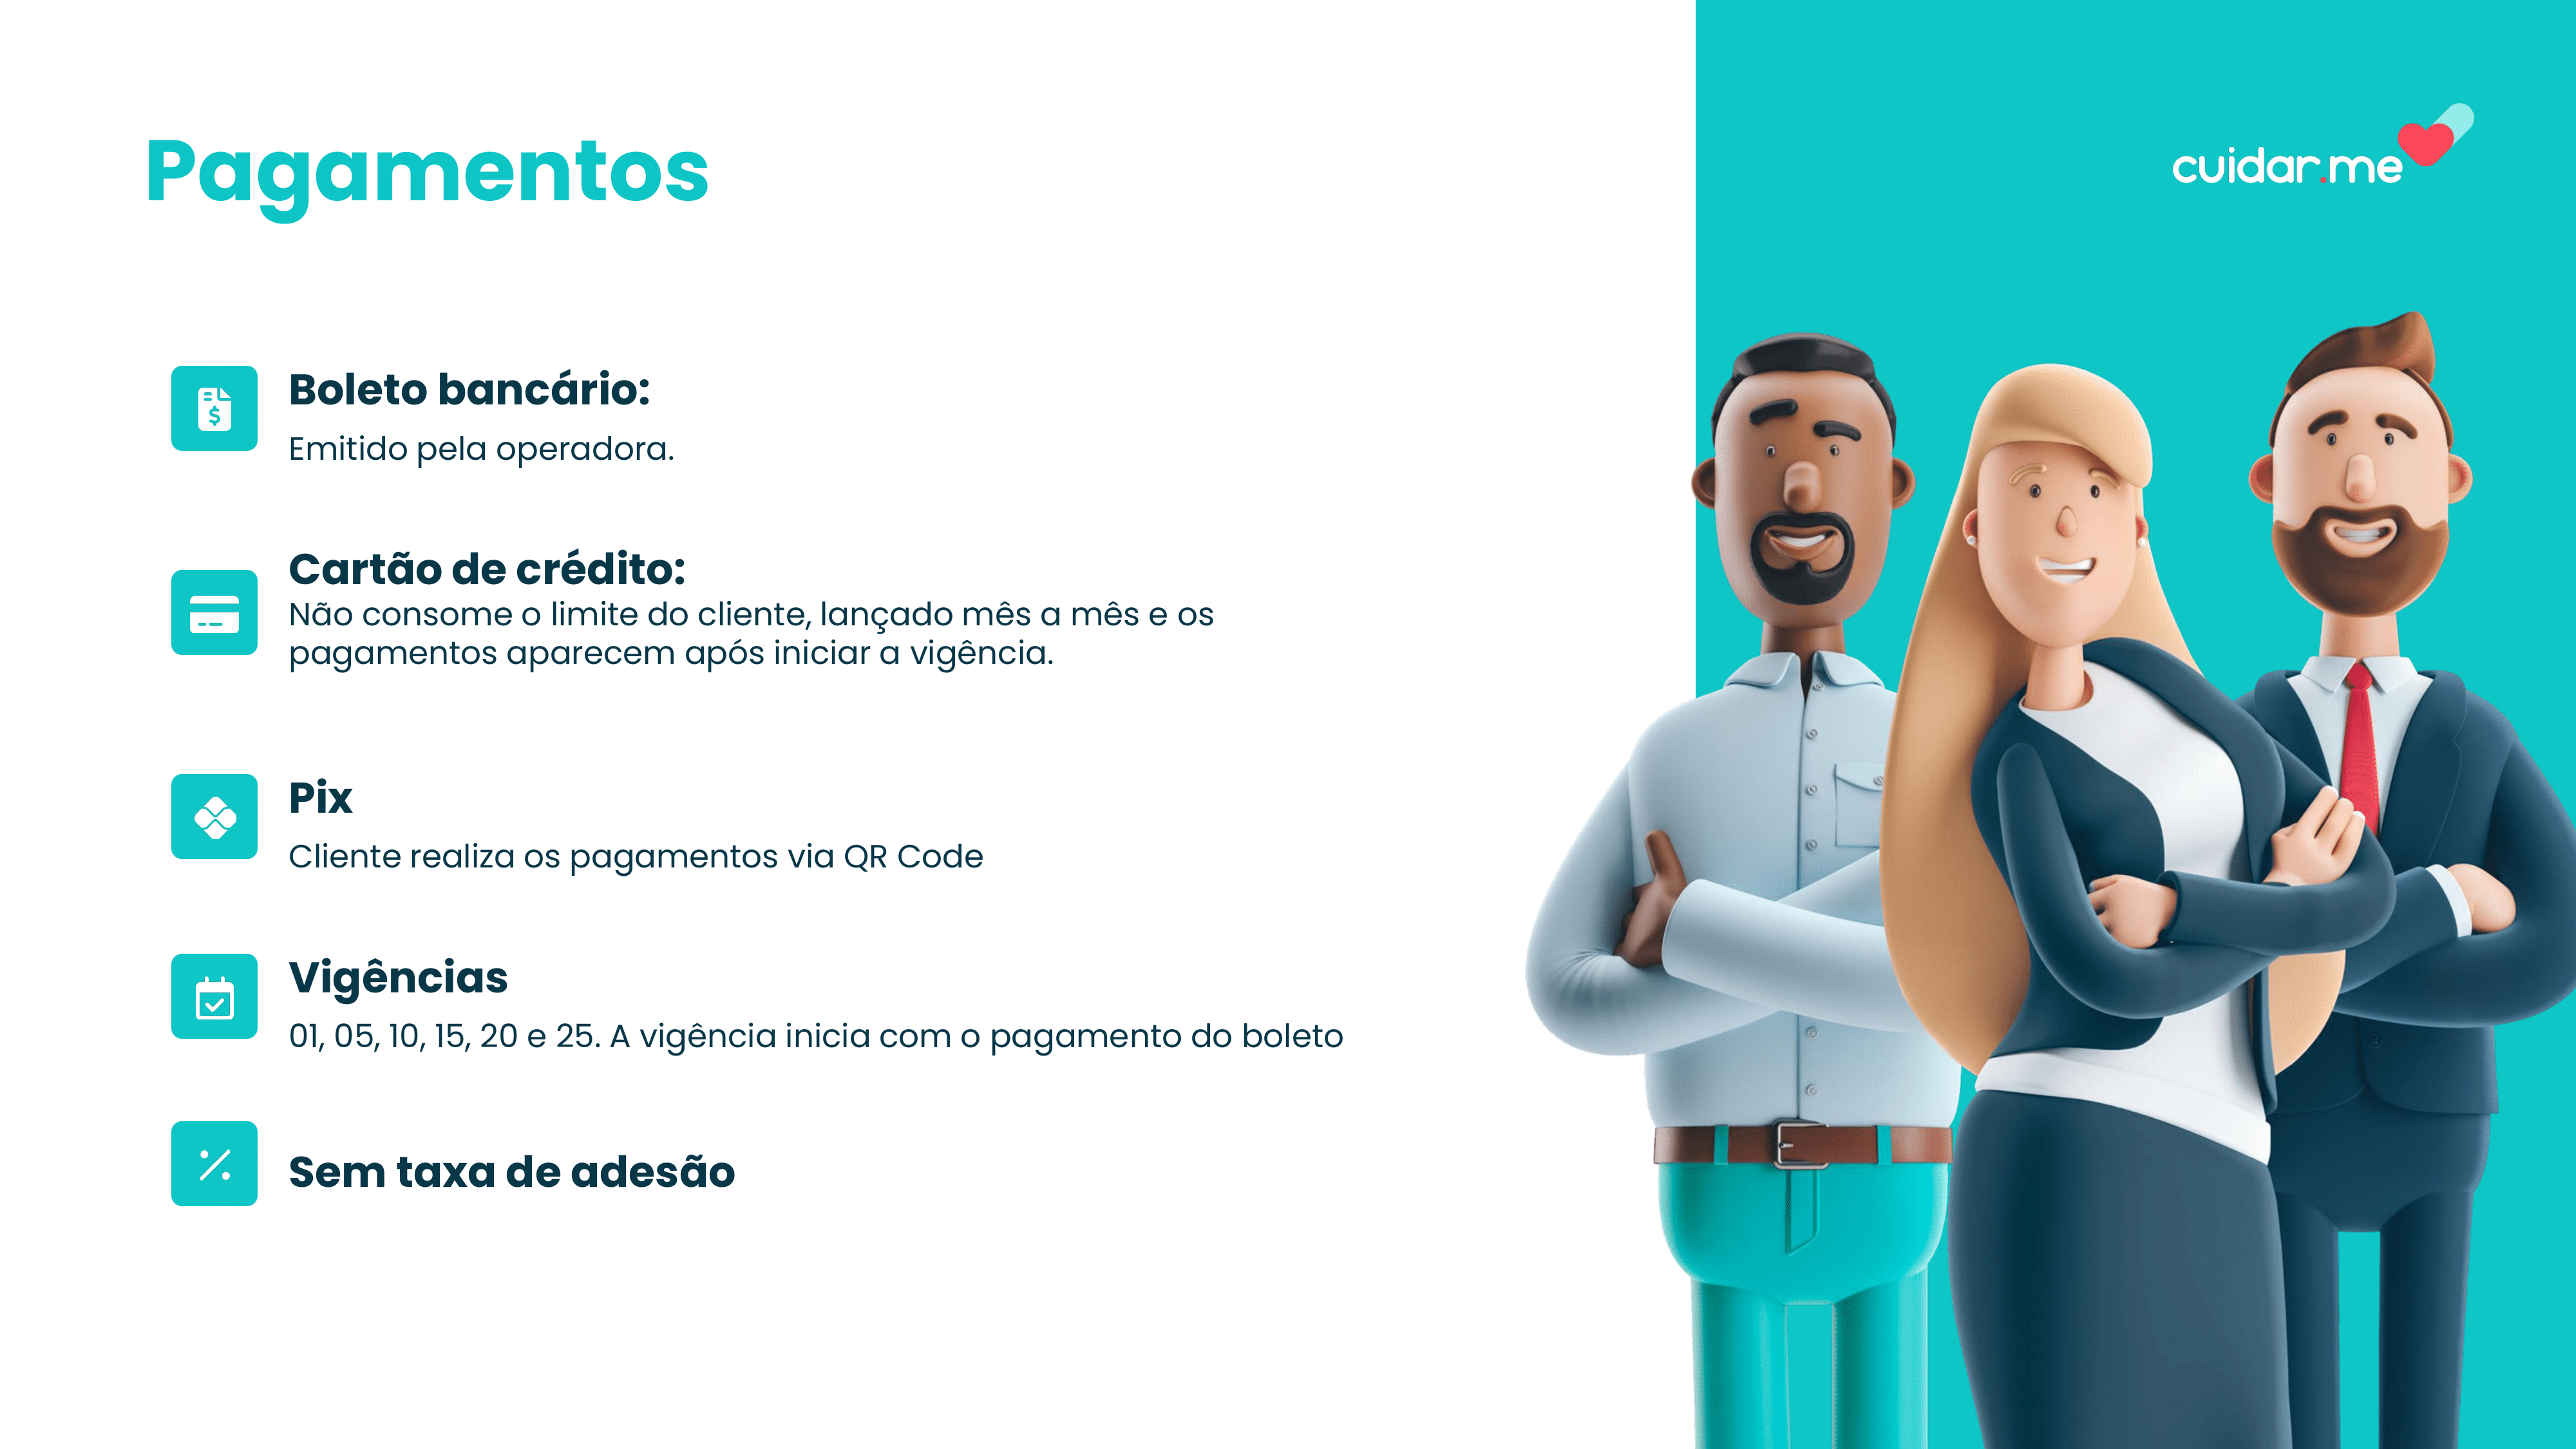 Pagamentos
cuidar.me
Boleto bancário:
Emitido pela operadora.
Cartão de crédito:
Não consome o limite do cliente, lançado mês a mês e os
pagamentos aparecem após iniciar a vigência.
Pix
Cliente realiza os pagamentos via QR Code
Vigências
01, 05, 10, 15, 20 e 25. A vigência inicia com o pagamento do boleto
Sem taxa de adesão